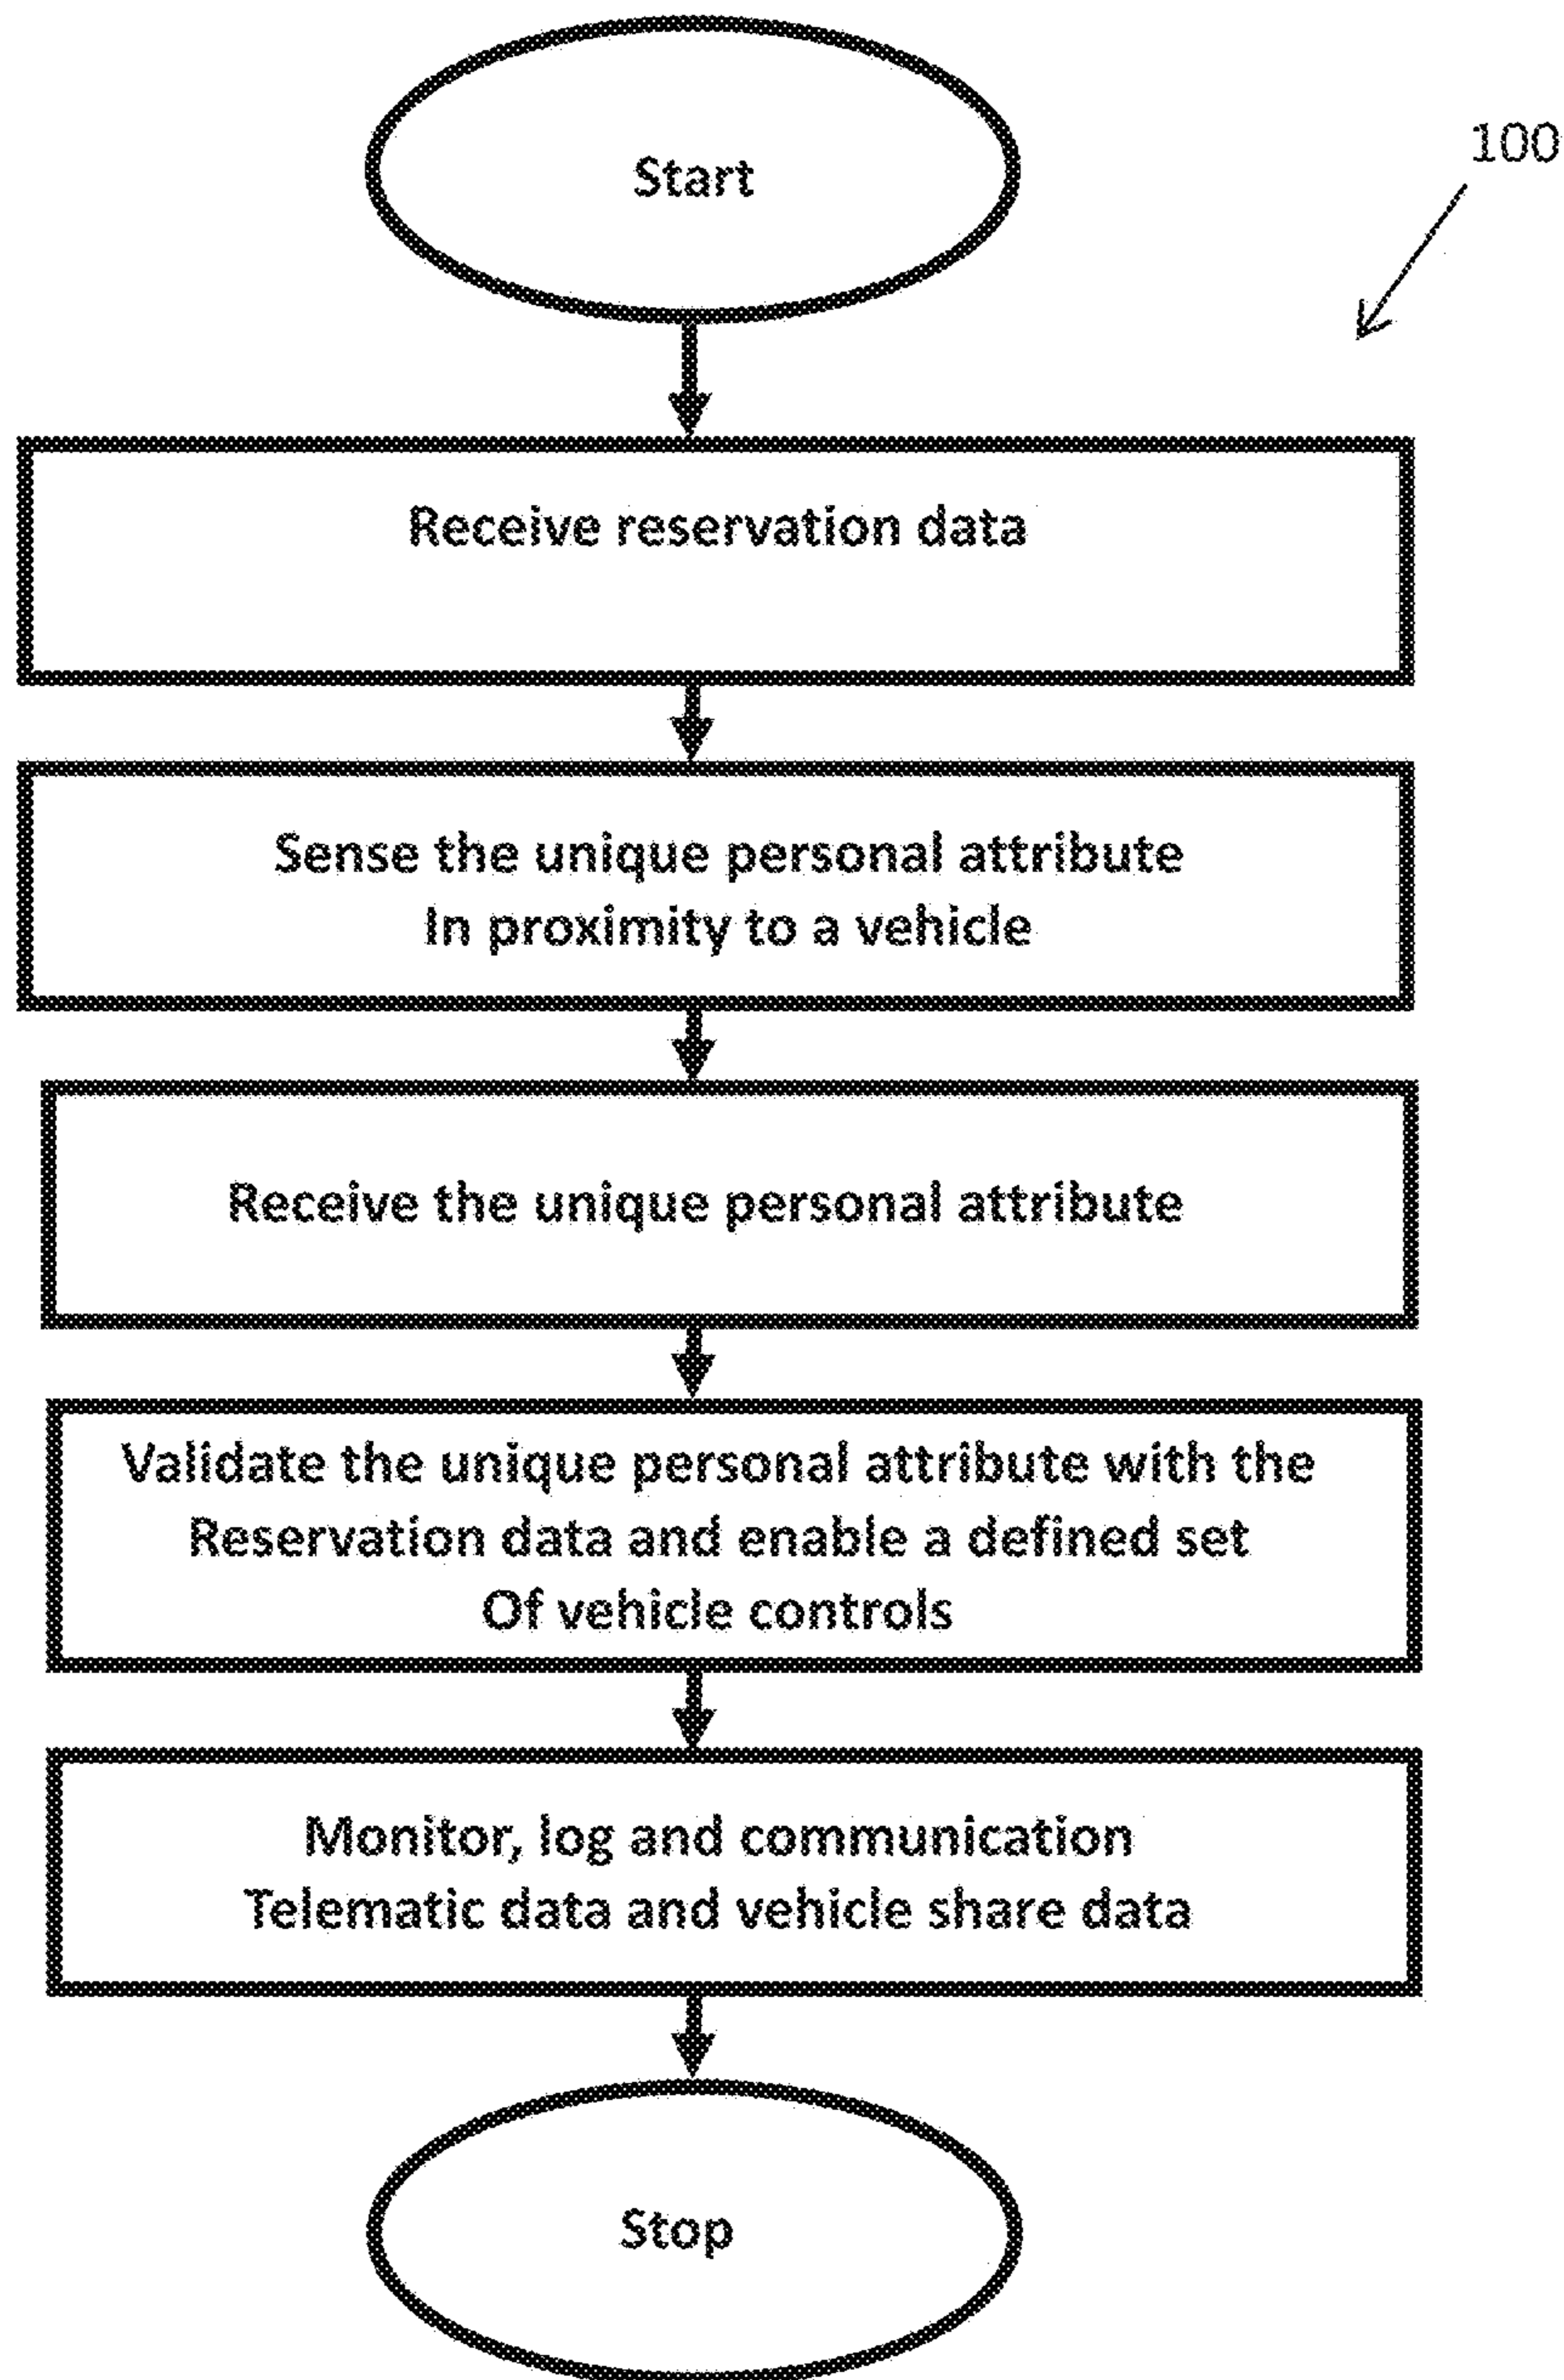 Start
100
Receive reservation data
Sense the unique personal attribute
In proximity to a vehicle
Receive the unique personal attribute
Validate the unique personal attribute with the
Reservation data and enable a defined set
Of vehicle controls
Monitor, log and communication
Telematic data and vehicle share data
Stop